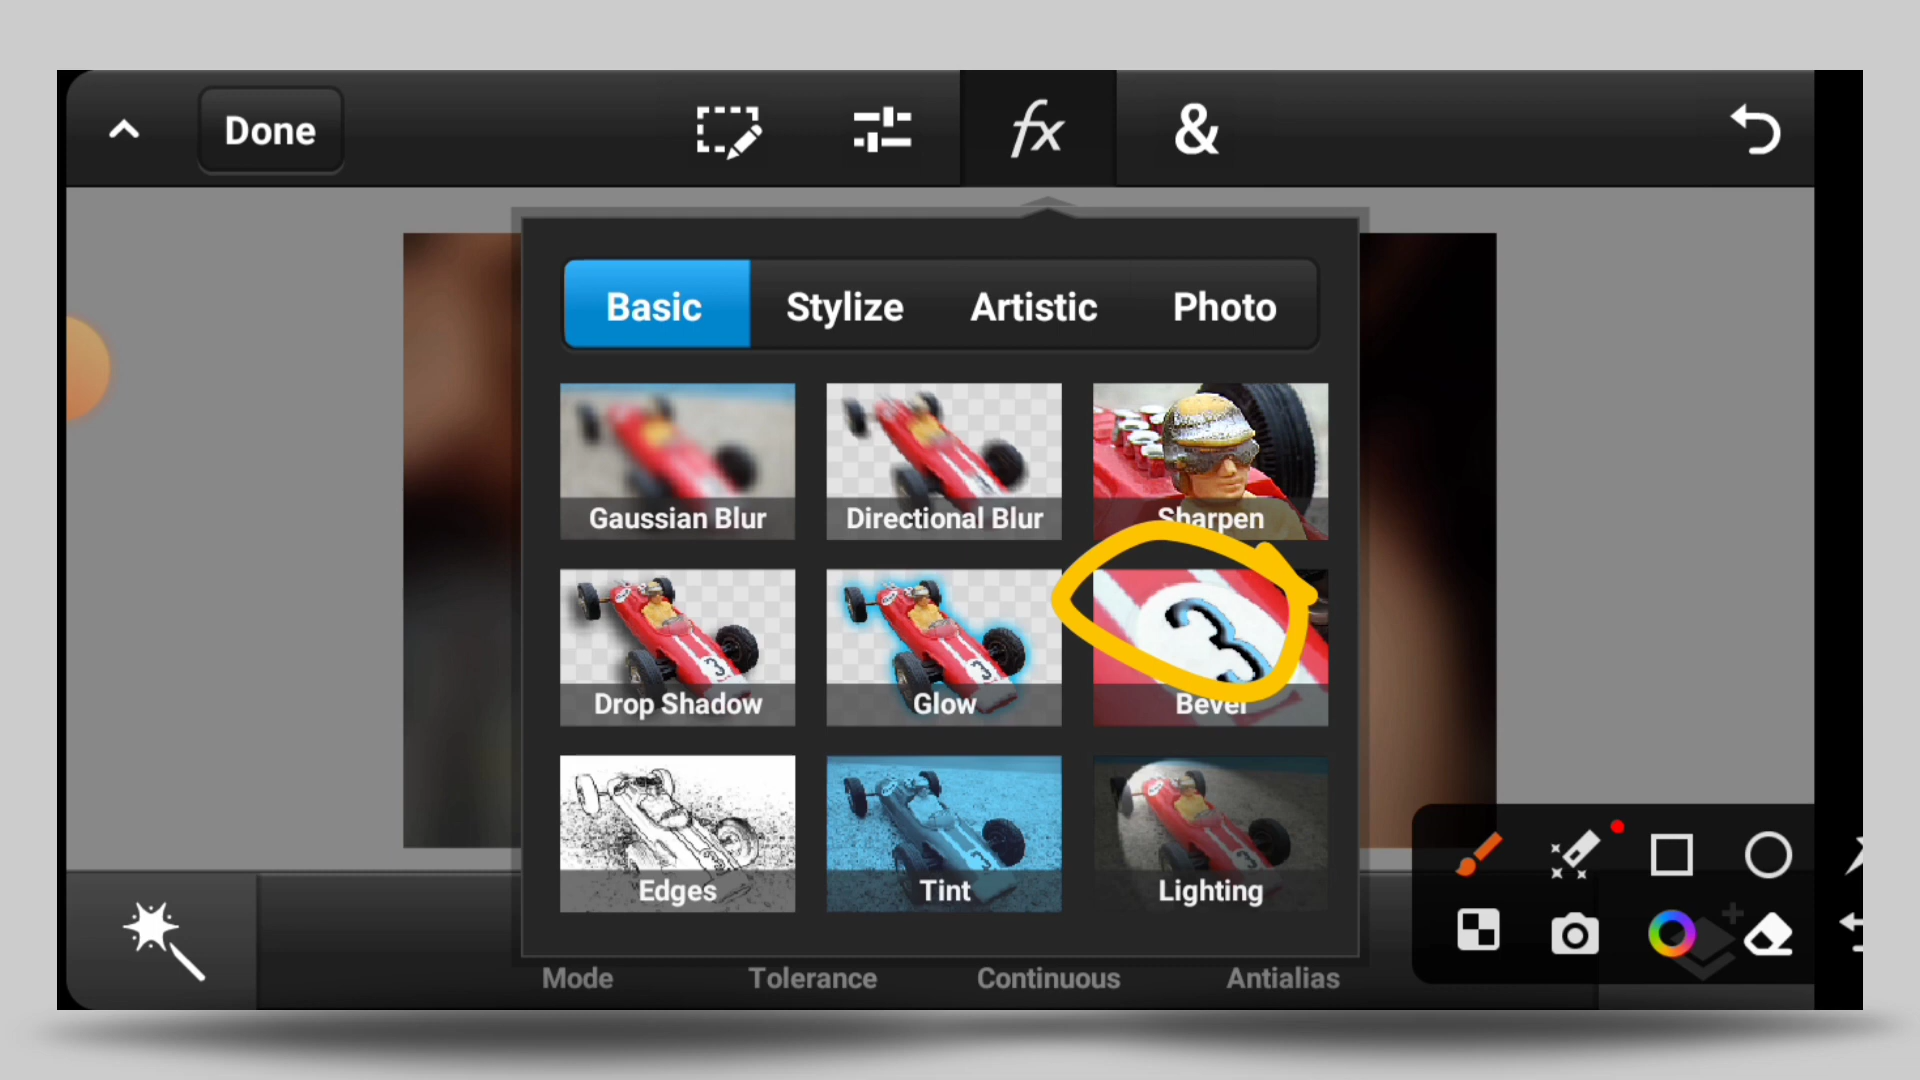 Done fx &
Basic Stylize Artistic Photo
Gaussian Blur Directional Blur Sharpen
Drop Shadow Glow Bevel
Edges Tint Lighting
Mode Tolerance Continuous Antialias